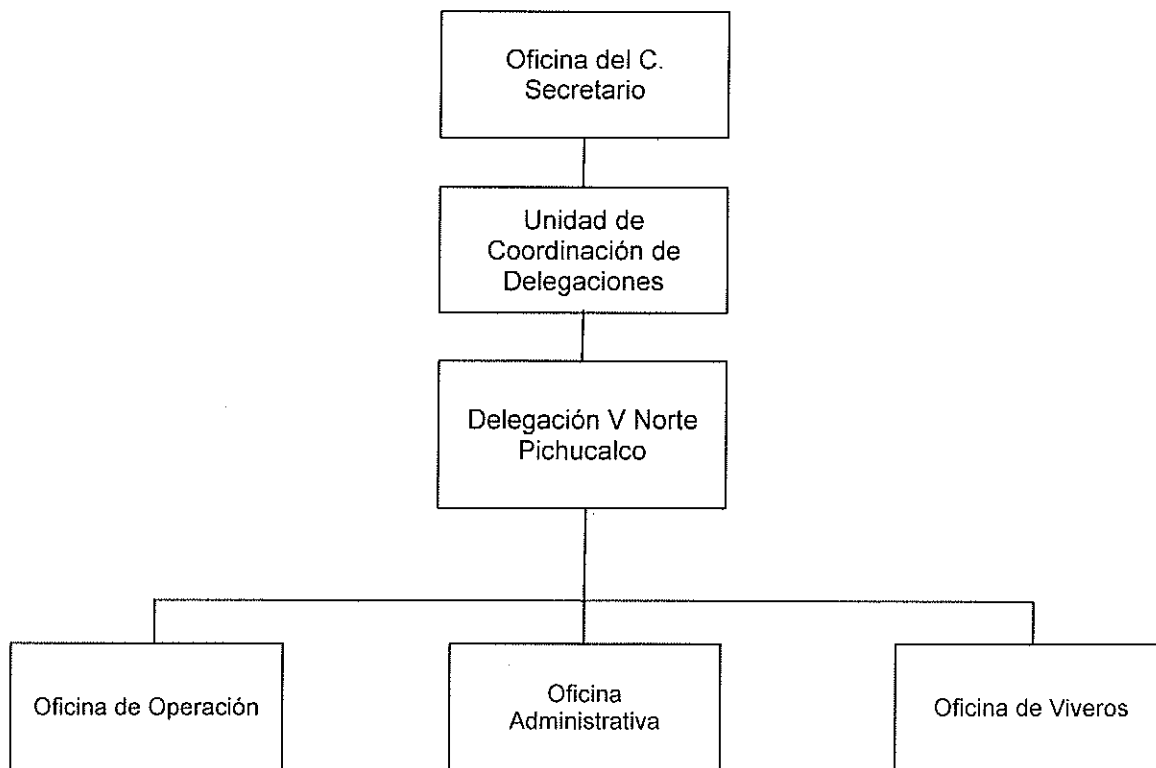 Oficina del C.
Secretario
Unidad de
Coordinación de
Delegaciones
Delegación V Norte
Pichucalco
Oficina de Operación
Oficina
Administrativa
Oficina de Viveros